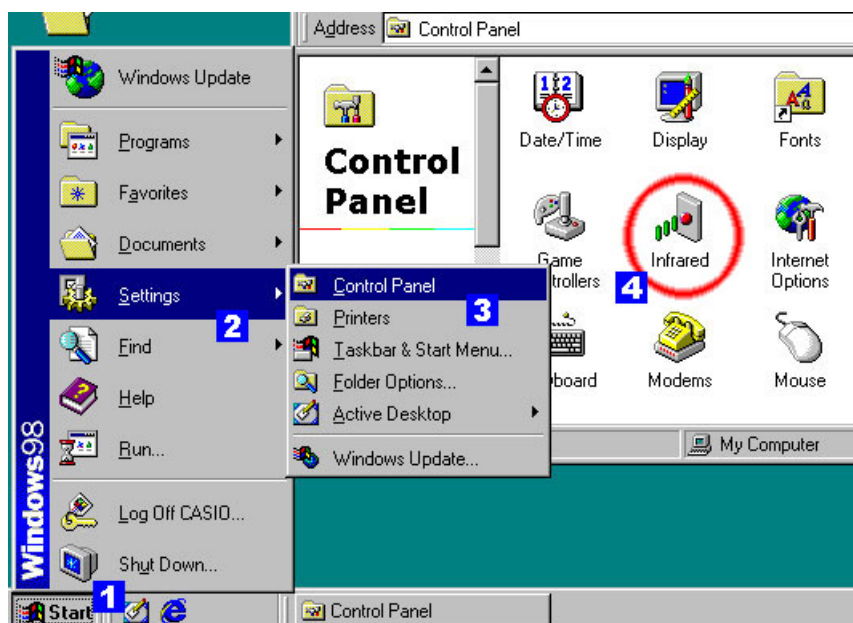 Address Control Panel
Windows Update
Programs
Favorites
Documents
Settings
2
Find
Help
Run...
Log Off CASIO...
Shut Down...
Windows98
Control Panel
3
Printers
Taskbar & Start Menu...
Folder Options...
Active Desktop
Windows Update...
Control
Panel
Date/Time
Display
Fonts
Game
Infrared
4
Internet
Options
Modems
Mouse
My Computer
1
Start
Control Panel